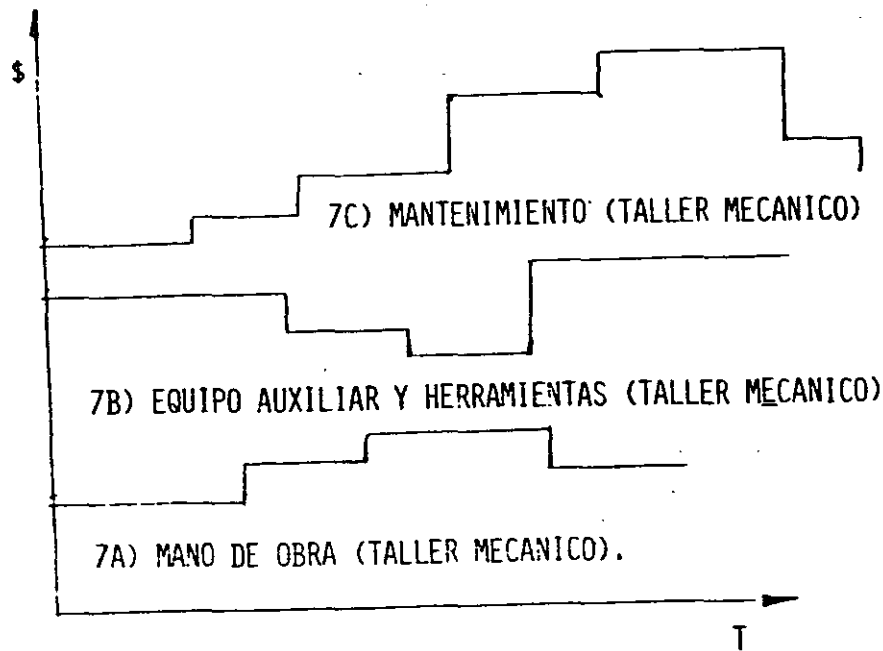 $
7C) MANTENIMIENTO (TALLER MECANICO)
7B) EQUIPO AUXILIAR Y HERRAMIENTAS (TALLER MECANICO)
7A) MANO DE OBRA (TALLER MECANICO).
T